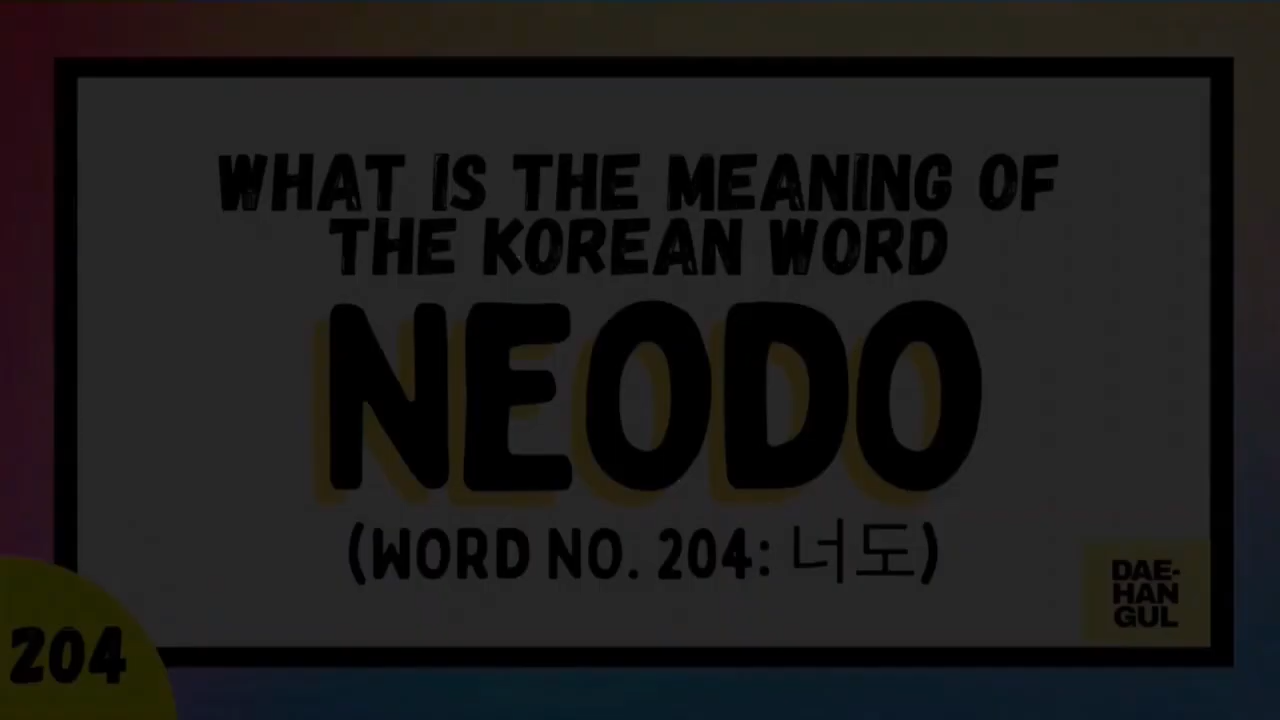 WHAT IS THE MEANING OF
THE KOREAN WORD
NEODO
(WORD NO. 204: 너도)
DAE-
HAN
GUL
204